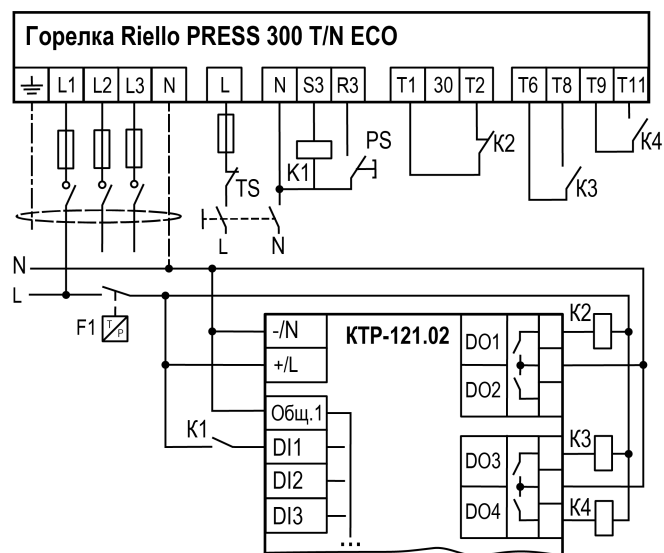 Горелка Riello PRESS 300 T/N ECO
L1 L2 L3 N L N S3 R3 T1 30 T2 T6 T8 T9 T11
PS
K2
K4
K1
TS
K3
L N
N
L
F1
T
P
-/N
КТР-121.02
DO1
K2
+/L
DO2
Общ.1
K1
DI1
DO3
K3
DI2
DI3
DO4
K4
...